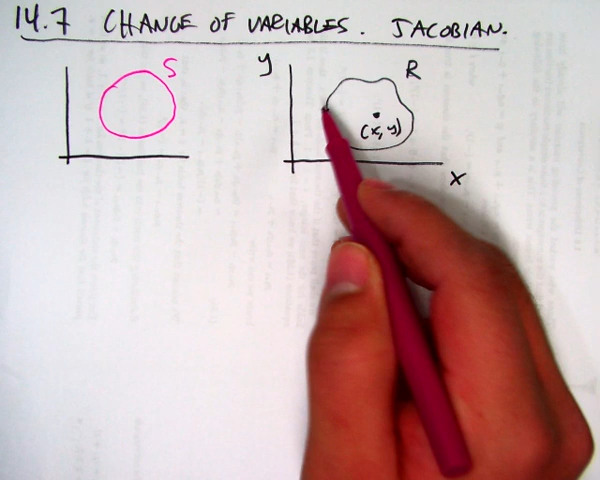 14.7 CHANGE OF VARIABLES. JACOBIAN.
S
y
R
(x, y)
x